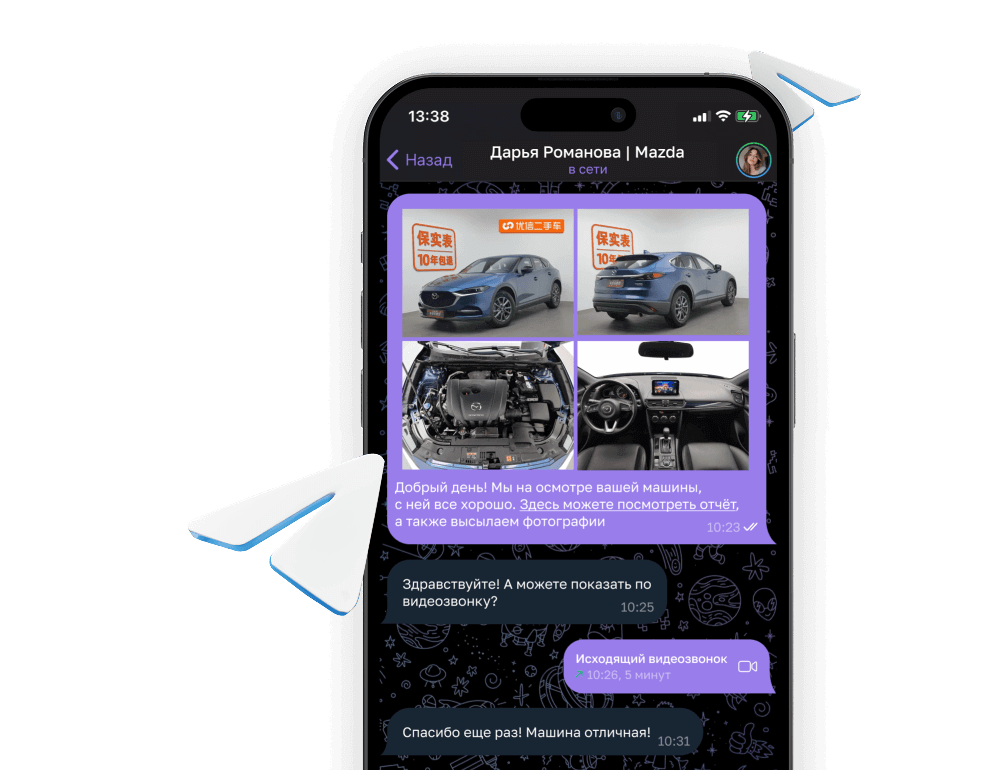 13:38
Назад
Дарья Романова | Mazda
в сети
保实表
10年包退
优信二手车
保实表
10年
Добрый день! Мы на осмотре вашей машины,
с ней все хорошо. Здесь можете посмотреть отчёт,
а также высылаем фотографии
10:23
Здравствуйте! А можете показать по
видеозвонку?
10:25
Исходящий видеозвонок
10:26, 5 минут
Спасибо еще раз! Машина отличная!
10:31